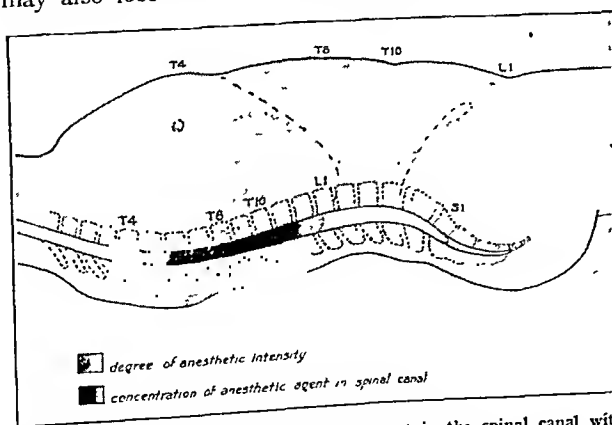 may also
T4 T8 T10 L1
L1
T10
T8
T4
S1
degree of anesthetic intensity
concentration of anesthetic agent in spinal canal
in the spinal canal wit